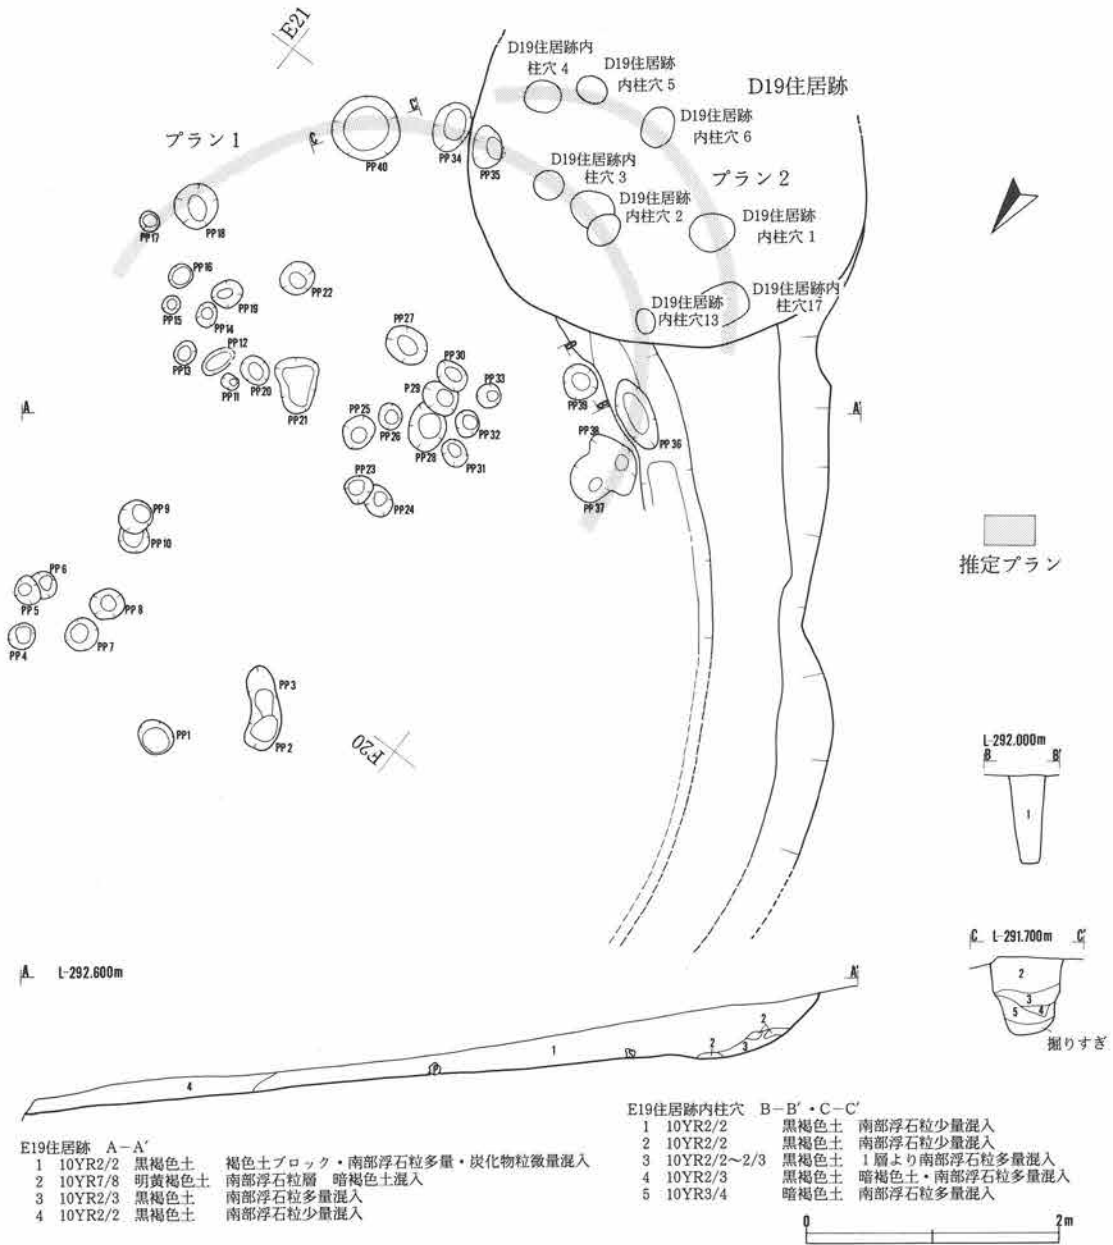 E21
D19住居跡内
柱穴 4
D19住居跡
内柱穴 5
D19住居跡
D19住居跡
内柱穴 6
プラン 1
C
C'
PP40
PP34
PP35
D19住居跡内
柱穴 3
プラン 2
D19住居跡
内柱穴 2
D19住居跡
内柱穴 1
PP17
PP18
PP16
PP22
PP15
PP19
PP14
D19住居跡
内柱穴13
D19住居跡内
柱穴17
PP27
PP12
PP13
PP30
PP11
PP20
PP21
P29
PP33
B
PP39
B'
A
A'
PP25
PP26
PP32
PP28
PP31
PP38
PP36
PP23
PP24
PP37
PP9
PP10
推定プラン
PP6
PP5
PP8
PP4
PP7
PP3
PP1
PP2
F20
L-292.000m
B B'
1
C L-291.700m C'
2
3
5 4
掘りすぎ
A L-292.600m A'
2
1
2 3
4
P
E19住居跡 A-A′
1 10YR2/2 黒褐色土 褐色土ブロック・南部浮石粒多量・炭化物粒微量混入
2 10YR7/8 明黄褐色土 南部浮石粒層 暗褐色土混入
3 10YR2/3 黒褐色土 南部浮石粒多量混入
4 10YR2/2 黒褐色土 南部浮石粒少量混入
E19住居跡内柱穴 B-B′・C-C′
1 10YR2/2 黒褐色土 南部浮石粒少量混入
2 10YR2/2 黒褐色土 南部浮石粒少量混入
3 10YR2/2～2/3 黒褐色土 1層より南部浮石粒多量混入
4 10YR2/3 黒褐色土 暗褐色土・南部浮石粒多量混入
5 10YR3/4 暗褐色土 南部浮石粒多量混入
0 2m